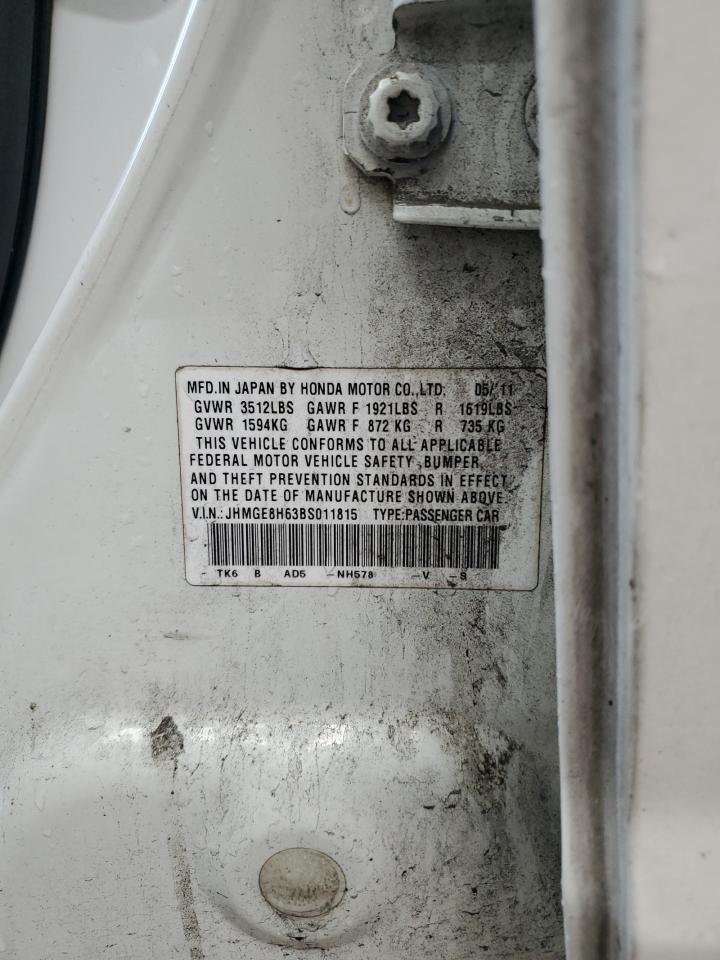 MFD.IN JAPAN BY HONDA MOTOR CO.,LTD: 05/'11
GVWR 3512LBS GAWR F 1921LBS R 1619LBS
GVWR 1594KG GAWR F 872 KG R 735 KG
THIS VEHICLE CONFORMS TO ALL APPLICABLE
FEDERAL MOTOR VEHICLE SAFETY ,BUMPER,
AND THEFT PREVENTION STANDARDS IN EFFECT
ON THE DATE OF MANUFACTURE SHOWN ABOVE.
V.I.N.: JHMGE8H63BS011815 TYPE:PASSENGER CAR
- TK6 B AD5 -NH578 -V -S